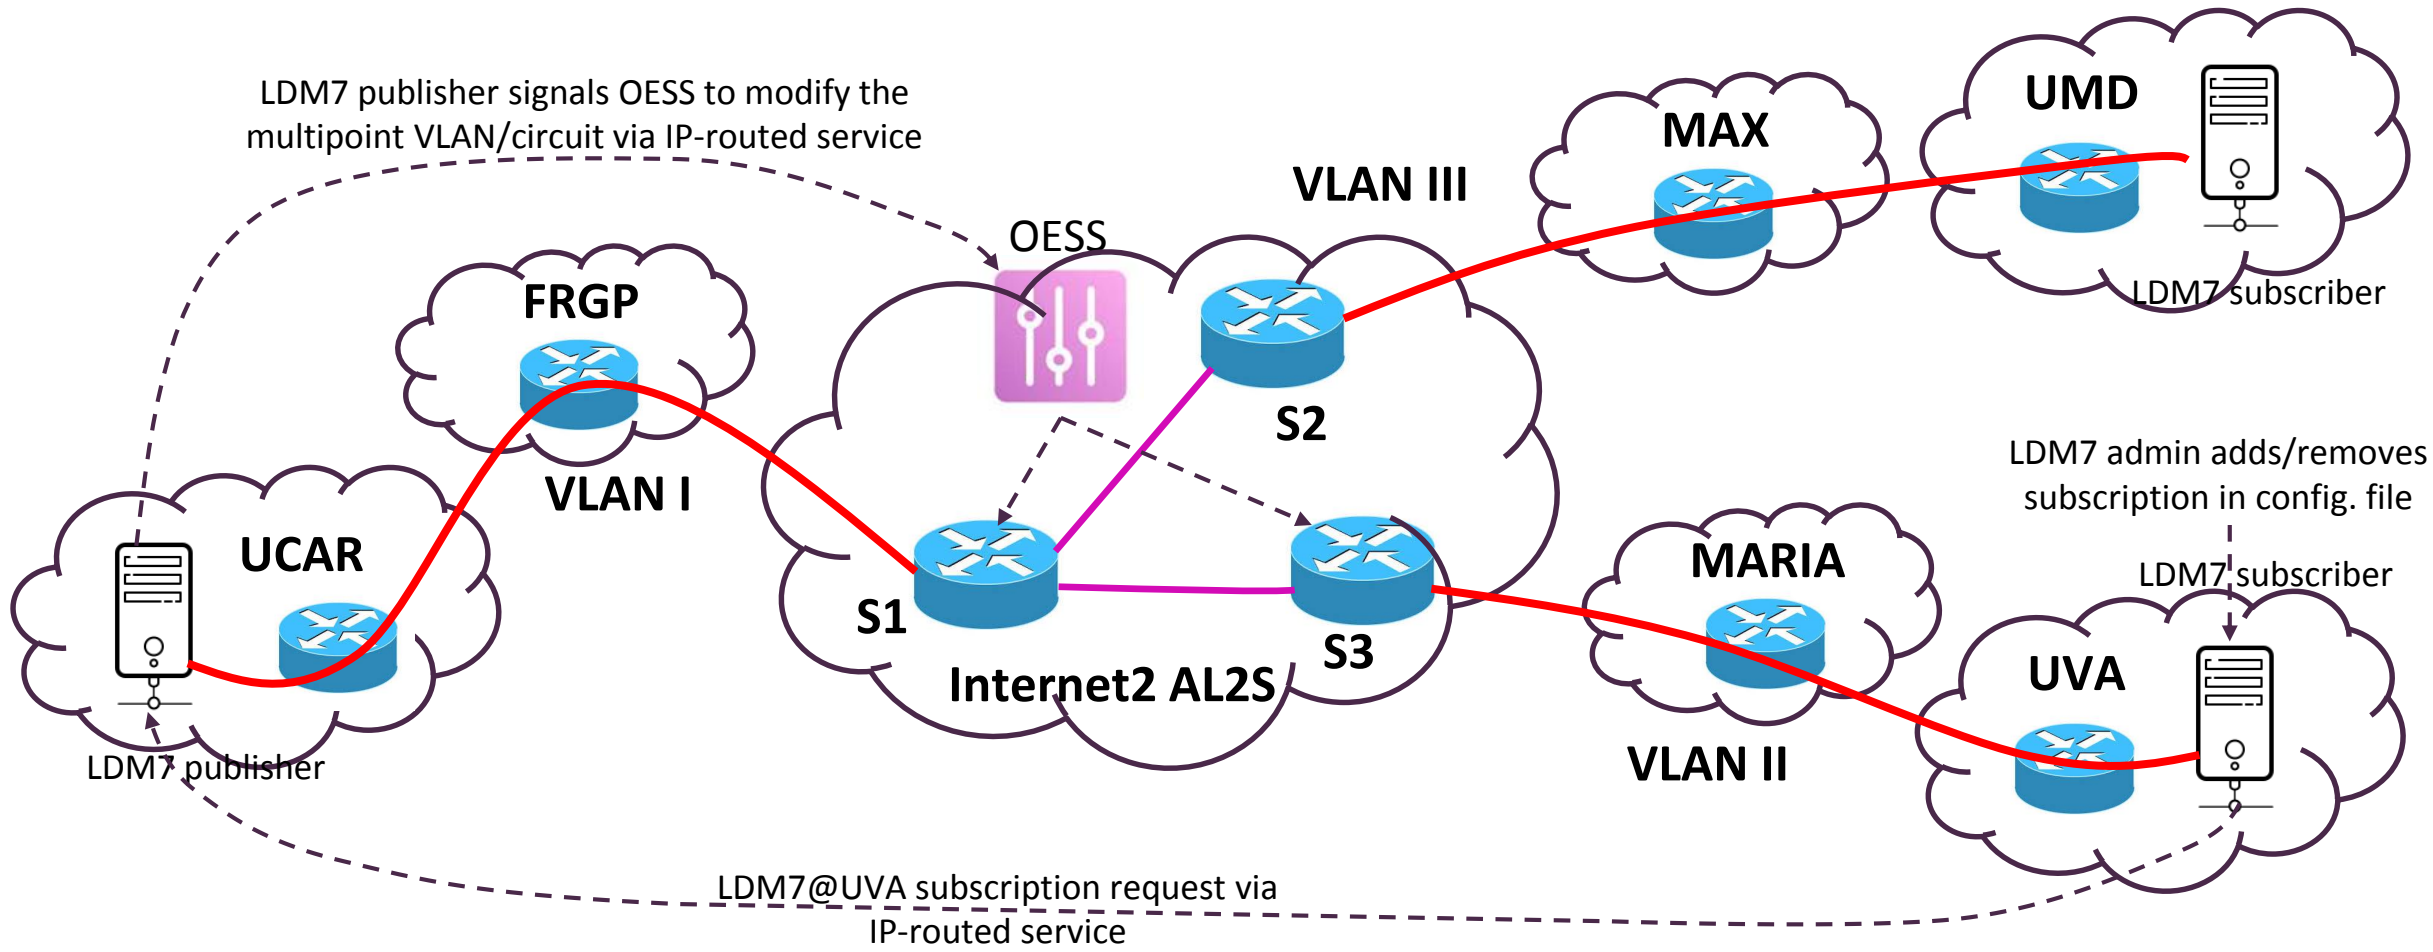 LDM7 publisher signals OESS to modify the
multipoint VLAN/circuit via IP-routed service
UMD
MAX
VLAN III
OESS
LDM7 subscriber
FRGP
S2
VLAN I
LDM7 admin adds/removes
subscription in config. file
UCAR
MARIA
LDM7 subscriber
S1
S3
UVA
Internet2 AL2S
VLAN II
LDM7 publisher
LDM7@UVA subscription request via
IP-routed service